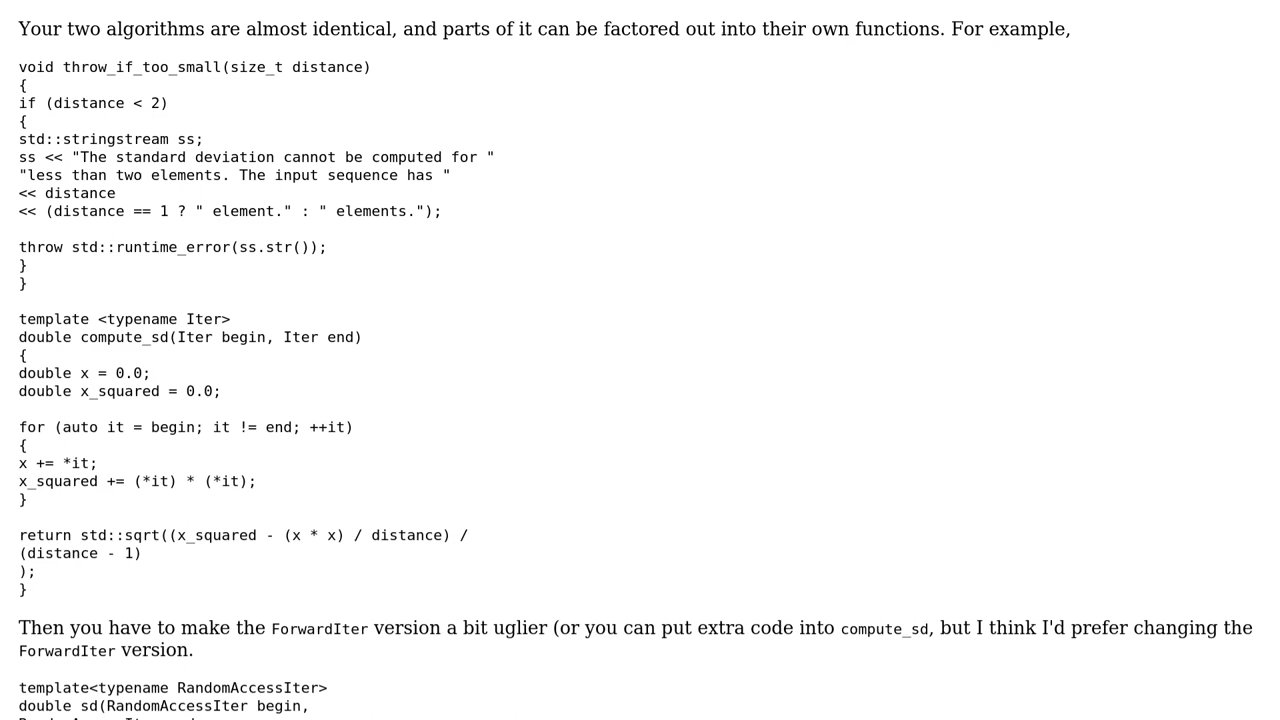 Your two algorithms are almost identical, and parts of it can be factored out into their own functions. For example,
void throw_if_too_small(size_t distance)
{
if (distance < 2)
{
std::stringstream ss;
ss << "The standard deviation cannot be computed for "
"less than two elements. The input sequence has "
<< distance
<< (distance == 1 ? " element." : " elements.");
throw std::runtime_error(ss.str());
}
}
template <typename Iter>
double compute_sd(Iter begin, Iter end)
{
double x = 0.0;
double x_squared = 0.0;
for (auto it = begin; it != end; ++it)
{
x += *it;
x_squared += (*it) * (*it);
}
return std::sqrt((x_squared - (x * x) / distance) /
(distance - 1)
);
}
Then you have to make the ForwardIter version a bit uglier (or you can put extra code into compute_sd, but I think I'd prefer changing the
ForwardIter version.
template<typename RandomAccessIter>
double sd(RandomAccessIter begin,